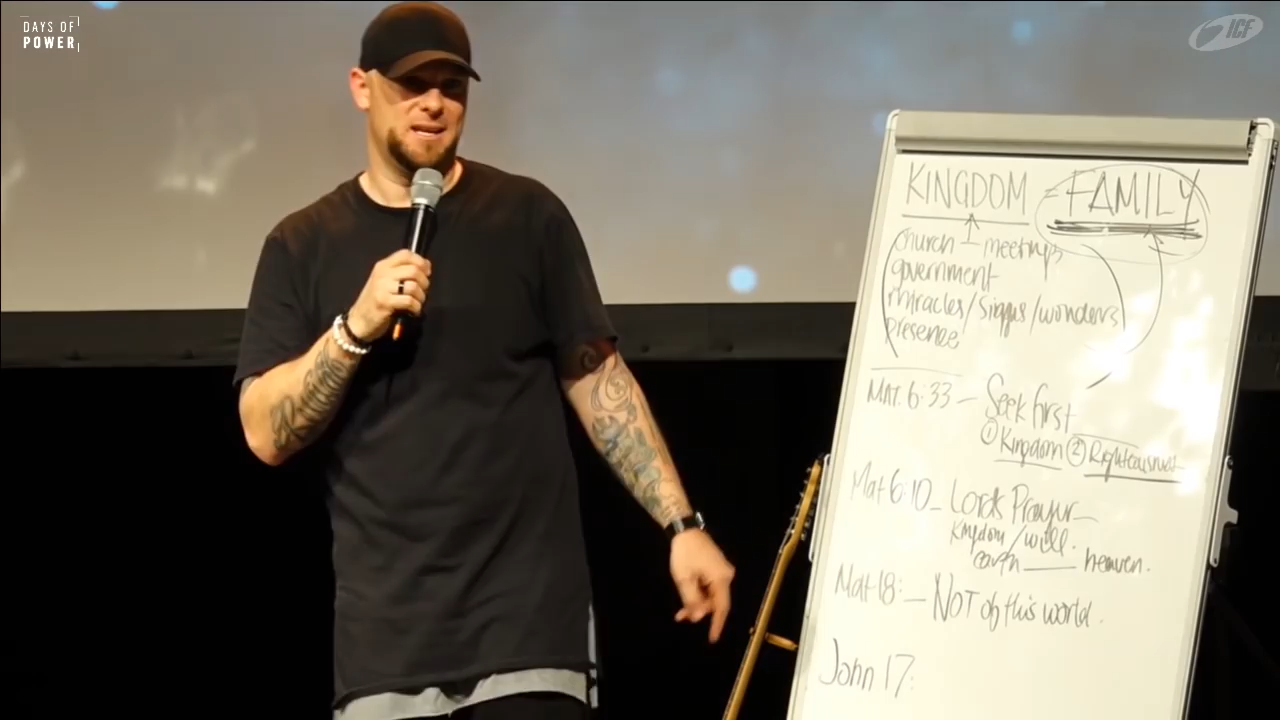 DAYS OF
POWER
ICF
KINGDOM = FAMILY
Church meetings
government
miracles/signs/wonders
presence
MAT. 6:33 — Seek first
① Kingdom ② Righteousness
Mat 6:10 — Lords Prayer
kingdom/will.
earth — heaven.
Mat 18: — NOT of this world.
John 17: